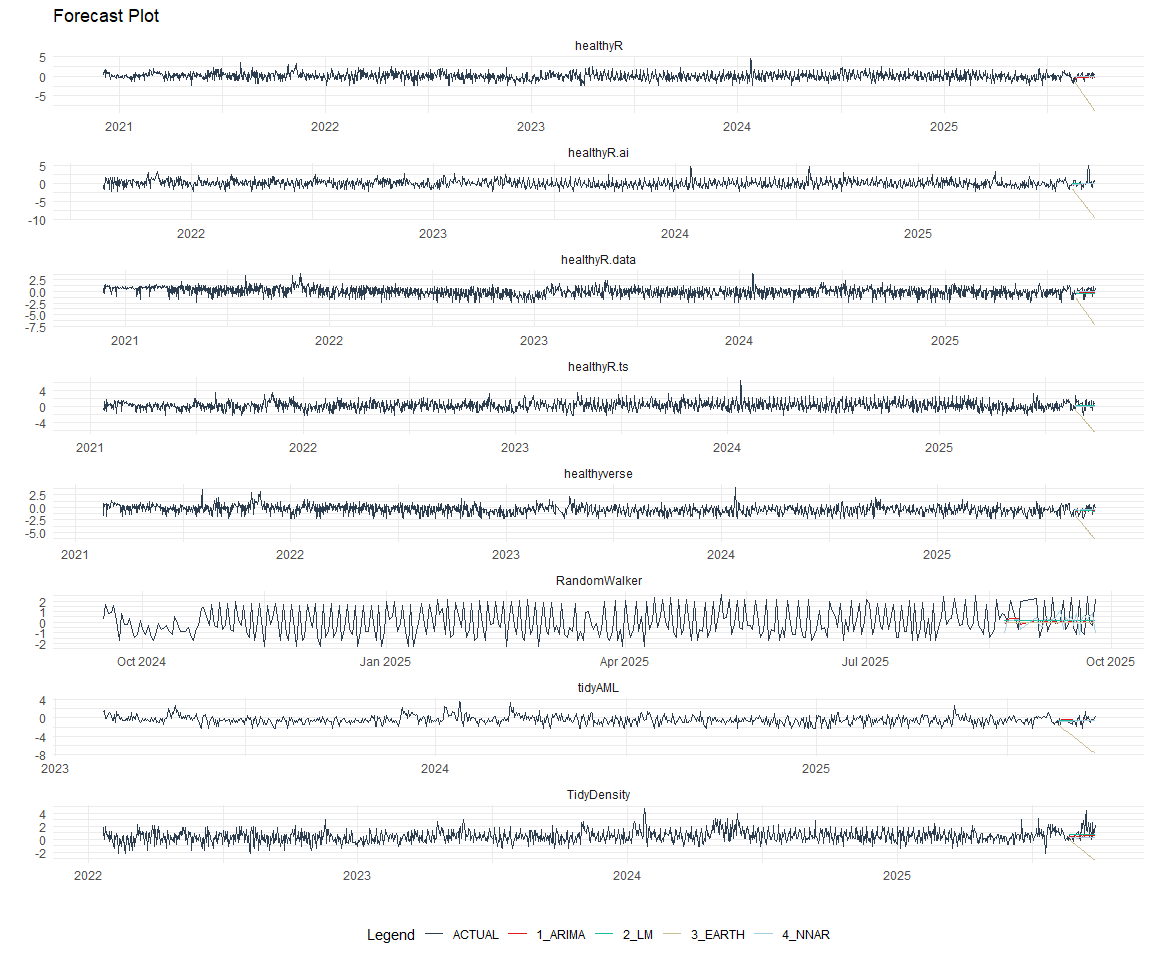 Forecast Plot
healthyR
5
0
-5
2021 2022 2023 2024 2025
healthyR.ai
5
0
-5
-10
2022 2023 2024 2025
healthyR.data
2.5
0.0
-2.5
-5.0
-7.5
2021 2022 2023 2024 2025
healthyR.ts
4
0
-4
2021 2022 2023 2024 2025
healthyverse
2.5
0.0
-2.5
-5.0
2021 2022 2023 2024 2025
RandomWalker
2
1
0
-1
-2
Oct 2024 Jan 2025 Apr 2025 Jul 2025 Oct 2025
tidyAML
4
0
-4
-8
2023 2024 2025
TidyDensity
4
2
0
-2
2022 2023 2024 2025
Legend ACTUAL 1_ARIMA 2_LM 3_EARTH 4_NNAR